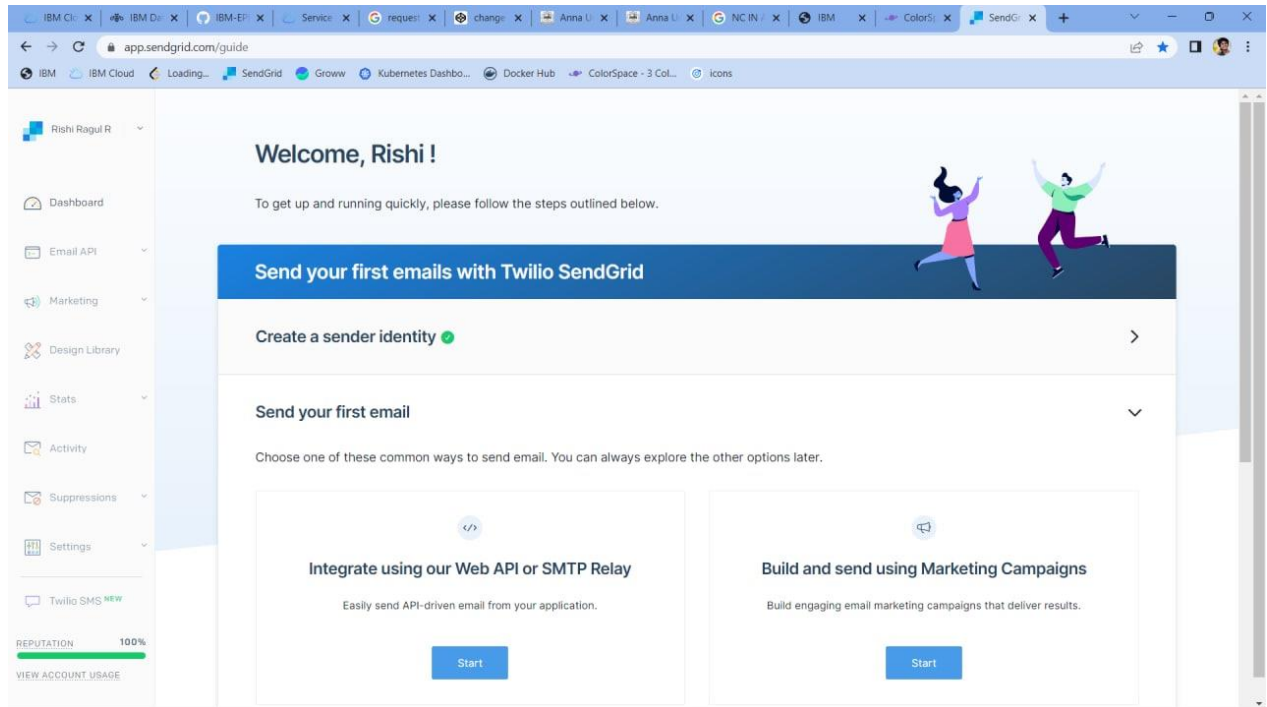 IBM Clo
IBM Da
IBM-EP
Service
reques
change
Anna U
Anna U
NC IN
IBM
ColorSp
SendGr
app.sendgrid.com/guide
IBM
IBM Cloud
Loading...
SendGrid
Groww
Kubernetes Dashbo...
Docker Hub
ColorSpace - 3 Col...
icons
Rishi Ragul R
Dashboard
Email API
Marketing
Design Library
Stats
Activity
Suppressions
Settings
Twilio SMS NEW
REPUTATION 100%
VIEW ACCOUNT USAGE
Welcome, Rishi !
To get up and running quickly, please follow the steps outlined below.
Send your first emails with Twilio SendGrid
Create a sender identity
Send your first email
Choose one of these common ways to send email. You can always explore the other options later.
Integrate using our Web API or SMTP Relay
Easily send API-driven email from your application.
Start
Build and send using Marketing Campaigns
Build engaging email marketing campaigns that deliver results.
Start